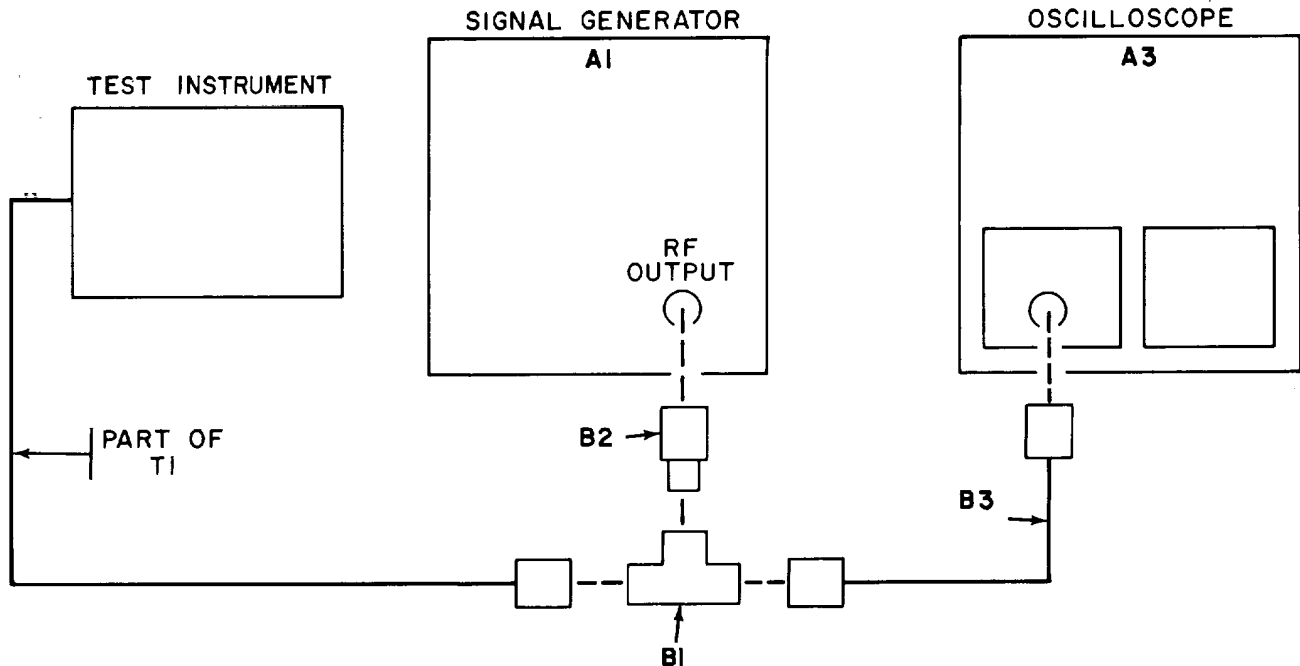 SIGNAL GENERATOR
OSCILLOSCOPE
A1
A3
TEST INSTRUMENT
RF
OUTPUT
B2
PART OF
T1
B3
B1